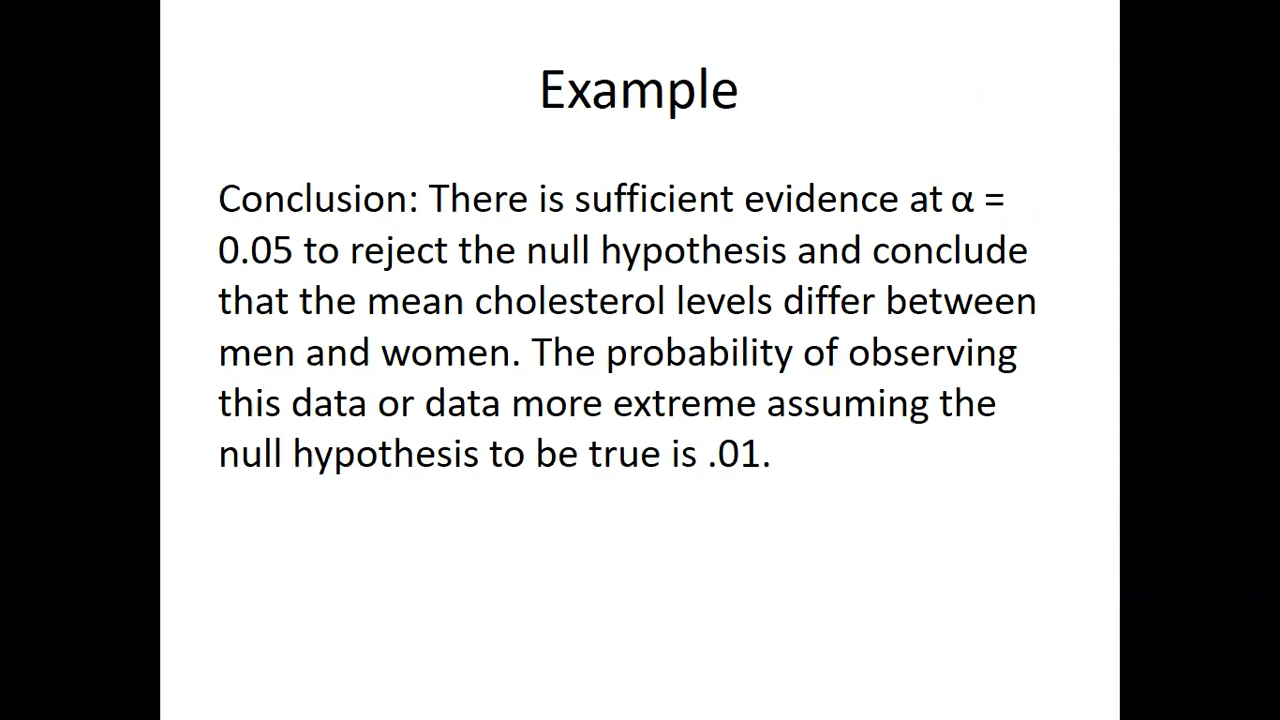 Example
Conclusion: There is sufficient evidence at α =
0.05 to reject the null hypothesis and conclude
that the mean cholesterol levels differ between
men and women. The probability of observing
this data or data more extreme assuming the
null hypothesis to be true is .01.